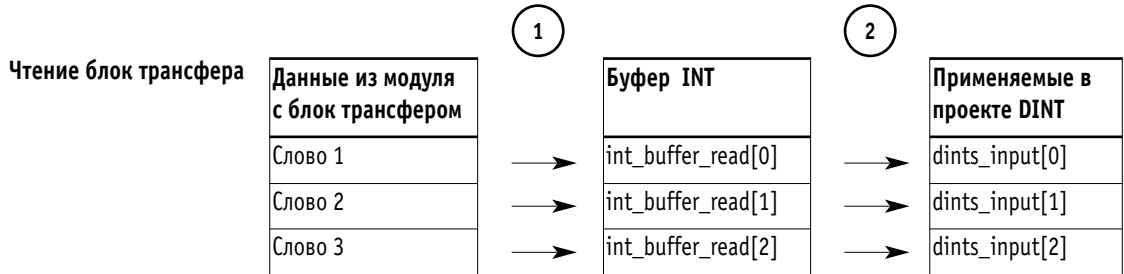 1
2
Чтение блок трансфера
Данные из модуля
с блок трансфером
Буфер INT
Применяемые в
проекте DINT
Слово 1
int_buffer_read[0]
dints_input[0]
Слово 2
int_buffer_read[1]
dints_input[1]
Слово 3
int_buffer_read[2]
dints_input[2]